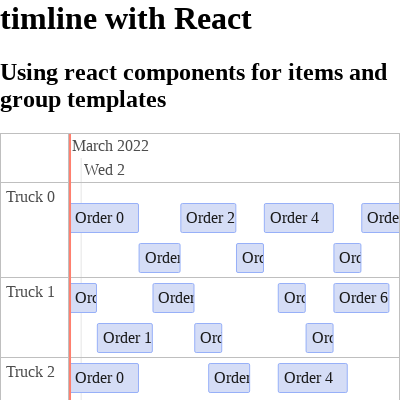 timline with React
Using react components for items and
group templates
March 2022
Wed 2
Truck 0
Order 0
Order 2
Order 4
Orde
Order
Ord
Ord
Truck 1
Ord
Order
Ord
Order 6
Order 1
Ord
Ord
Truck 2
Order 0
Order
Order 4